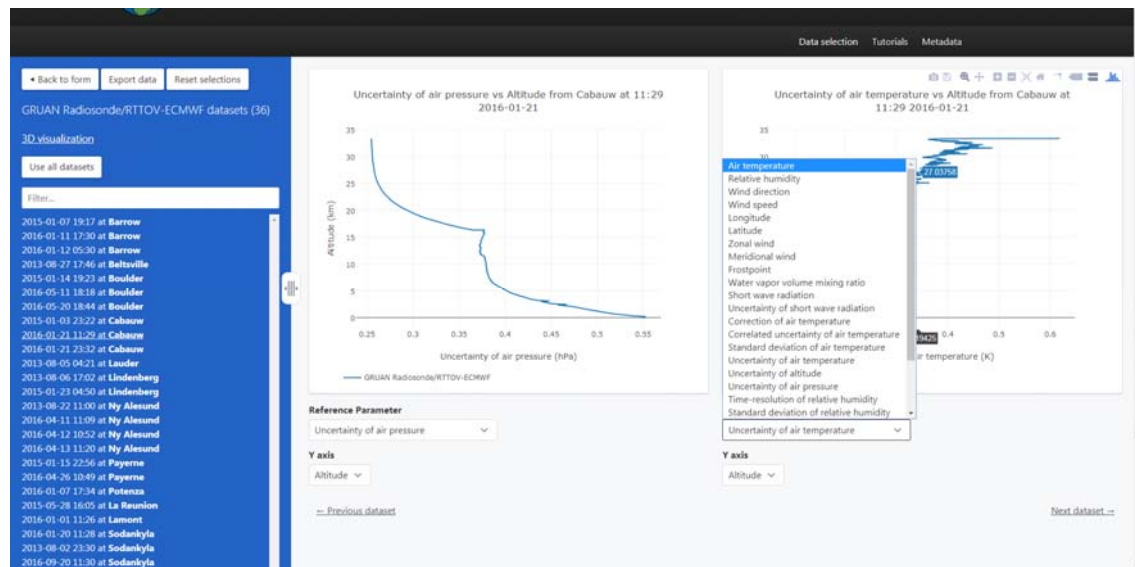 Data selection Tutorials Metadata
◂ Back to form Export data Reset selections
GRUAN Radiosonde/RTTOV-ECMWF datasets (36)
3D visualization
Use all datasets
Filter...
2015-01-07 19:17 at Barrow
2016-01-11 17:30 at Barrow
2016-01-12 05:30 at Barrow
2013-08-27 17:46 at Beltsville
2015-01-14 19:23 at Boulder
2016-05-11 18:18 at Boulder
2016-05-20 18:44 at Boulder
2015-01-03 23:22 at Cabauw
2016-01-21 11:29 at Cabauw
2016-01-21 23:32 at Cabauw
2013-08-05 04:21 at Lauder
2013-08-06 17:02 at Lindenberg
2015-01-23 04:50 at Lindenberg
2013-08-22 11:00 at Ny Alesund
2016-04-11 11:09 at Ny Alesund
2016-04-12 10:52 at Ny Alesund
2016-04-13 11:20 at Ny Alesund
2015-01-15 22:56 at Payerne
2016-04-26 10:49 at Payerne
2016-01-07 17:34 at Potenza
2015-05-28 16:05 at La Reunion
2016-01-01 11:26 at Lamont
2016-01-20 11:28 at Sodankyla
2013-08-02 23:30 at Sodankyla
2016-09-20 11:30 at Sodankyla
Uncertainty of air pressure vs Altitude from Cabauw at 11:29
2016-01-21
35
30
25
20
15
10
5
0
Altitude (km)
0.25 0.3 0.35 0.4 0.45 0.5 0.55
Uncertainty of air pressure (hPa)
GRUAN Radiosonde/RTTOV-ECMWF
Reference Parameter
Uncertainty of air pressure
Y axis
Altitude
← Previous dataset
Uncertainty of air temperature vs Altitude from Cabauw at
11:29 2016-01-21
35
27.03758
0.4 0.5 0.6
air temperature (K)
Air temperature
Relative humidity
Wind direction
Wind speed
Longitude
Latitude
Zonal wind
Meridional wind
Frostpoint
Water vapor volume mixing ratio
Short wave radiation
Uncertainty of short wave radiation
Correction of air temperature
Correlated uncertainty of air temperature
Standard deviation of air temperature
Uncertainty of air temperature
Uncertainty of altitude
Uncertainty of air pressure
Time-resolution of relative humidity
Standard deviation of relative humidity
Uncertainty of air temperature
Y axis
Altitude
Next dataset →